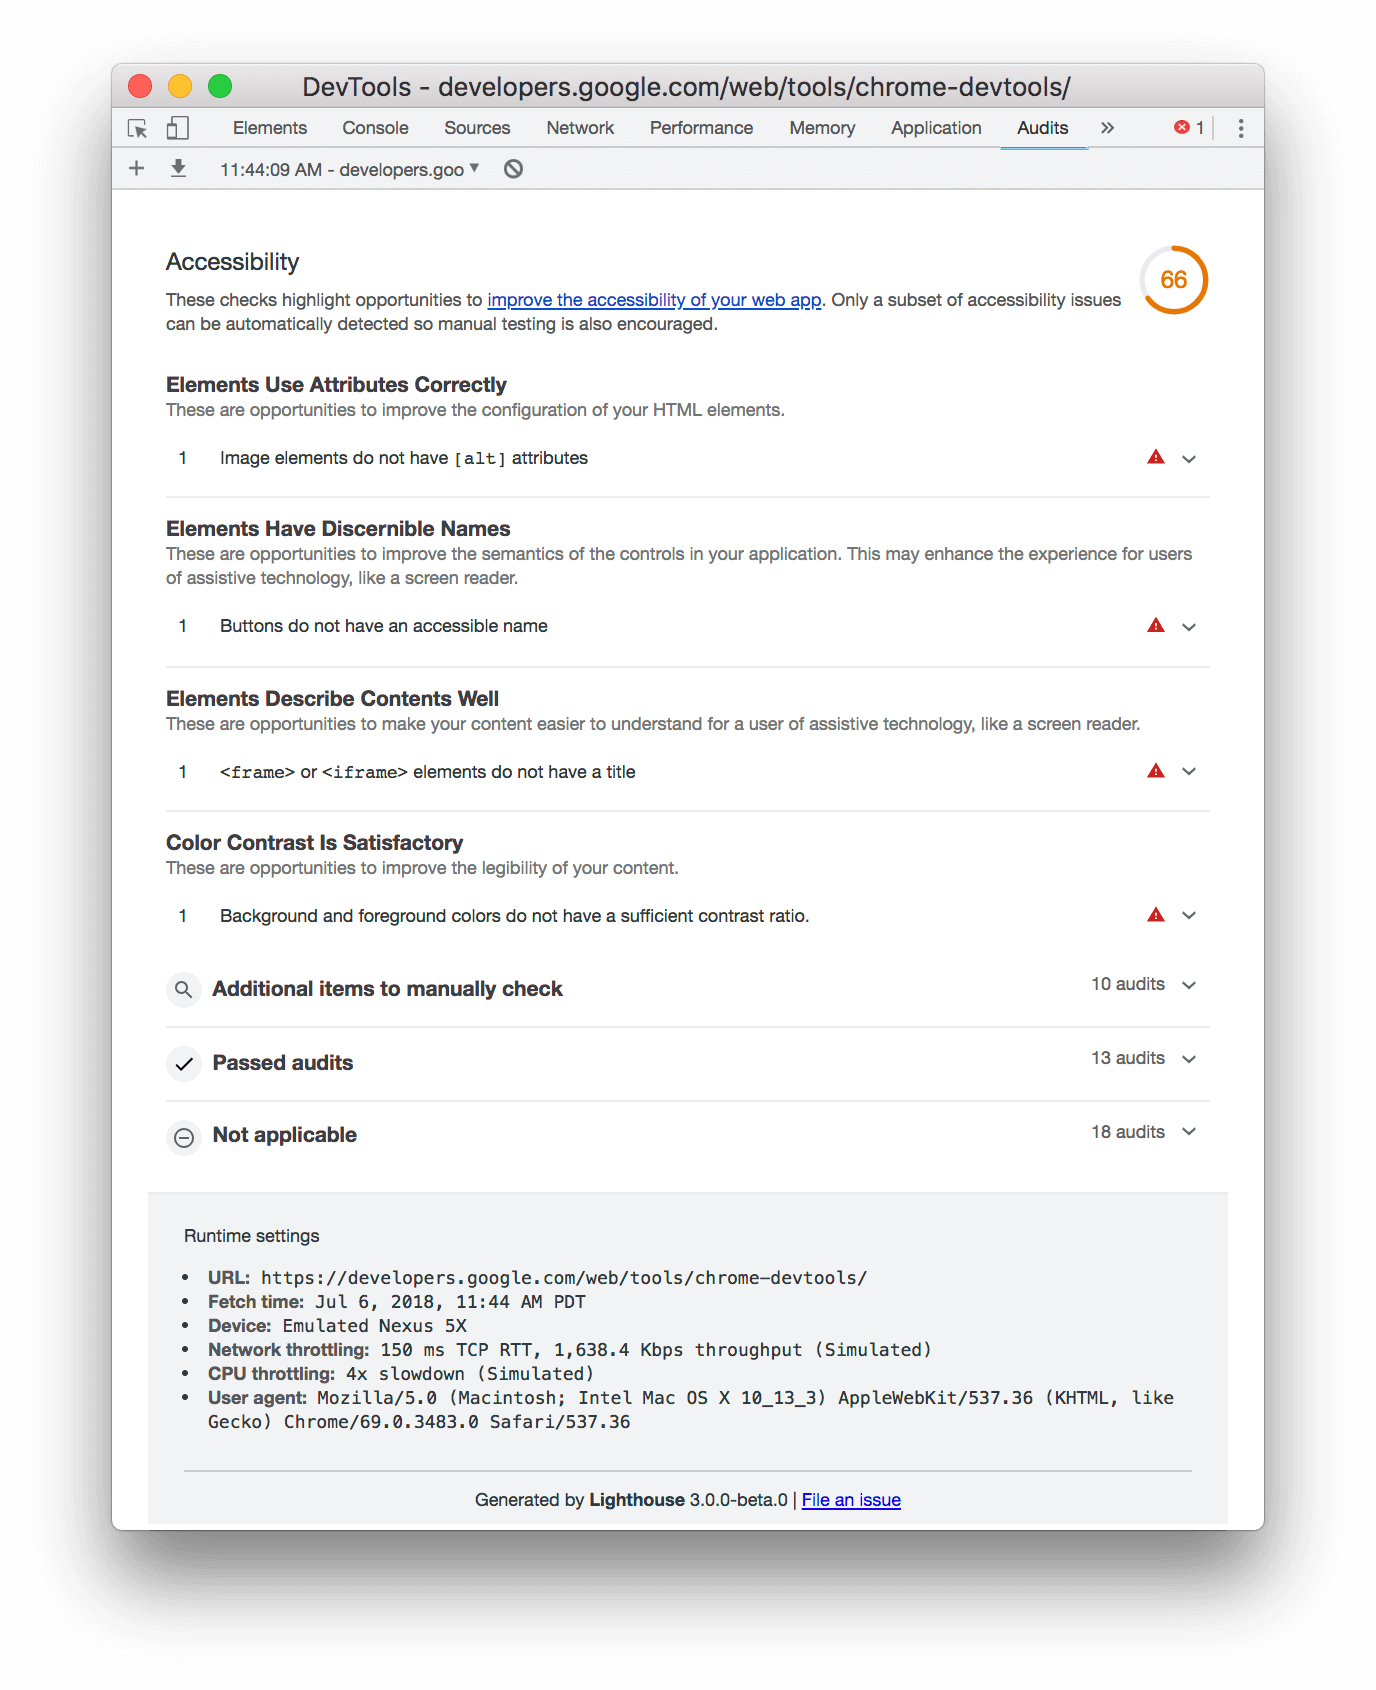 DevTools - developers.google.com/web/tools/chrome-devtools/
Elements Console Sources Network Performance Memory Application Audits » 1
11:44:09 AM - developers.goo
Accessibility
66
These checks highlight opportunities to improve the accessibility of your web app. Only a subset of accessibility issues
can be automatically detected so manual testing is also encouraged.
Elements Use Attributes Correctly
These are opportunities to improve the configuration of your HTML elements.
1 Image elements do not have [alt] attributes
Elements Have Discernible Names
These are opportunities to improve the semantics of the controls in your application. This may enhance the experience for users
of assistive technology, like a screen reader.
1 Buttons do not have an accessible name
Elements Describe Contents Well
These are opportunities to make your content easier to understand for a user of assistive technology, like a screen reader.
1 <frame> or <iframe> elements do not have a title
Color Contrast Is Satisfactory
These are opportunities to improve the legibility of your content.
1 Background and foreground colors do not have a sufficient contrast ratio.
Additional items to manually check 10 audits
Passed audits 13 audits
Not applicable 18 audits
Runtime settings
• URL: https://developers.google.com/web/tools/chrome-devtools/
• Fetch time: Jul 6, 2018, 11:44 AM PDT
• Device: Emulated Nexus 5X
• Network throttling: 150 ms TCP RTT, 1,638.4 Kbps throughput (Simulated)
• CPU throttling: 4x slowdown (Simulated)
• User agent: Mozilla/5.0 (Macintosh; Intel Mac OS X 10_13_3) AppleWebKit/537.36 (KHTML, like
Gecko) Chrome/69.0.3483.0 Safari/537.36
Generated by Lighthouse 3.0.0-beta.0 | File an issue